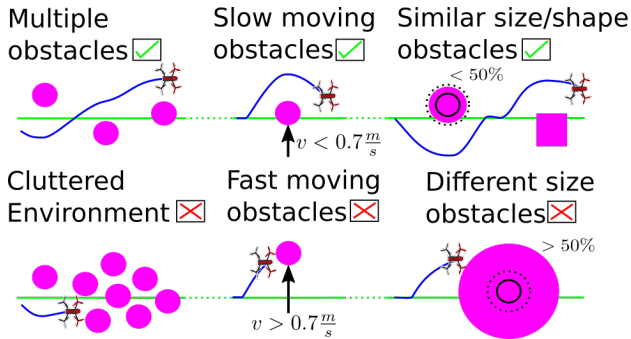 Multiple
obstacles
Slow moving
obstacles
Similar size/shape
obstacles
< 50%
v < 0.7 m/s
Cluttered
Environment
Fast moving
obstacles
Different size
obstacles
> 50%
v > 0.7 m/s